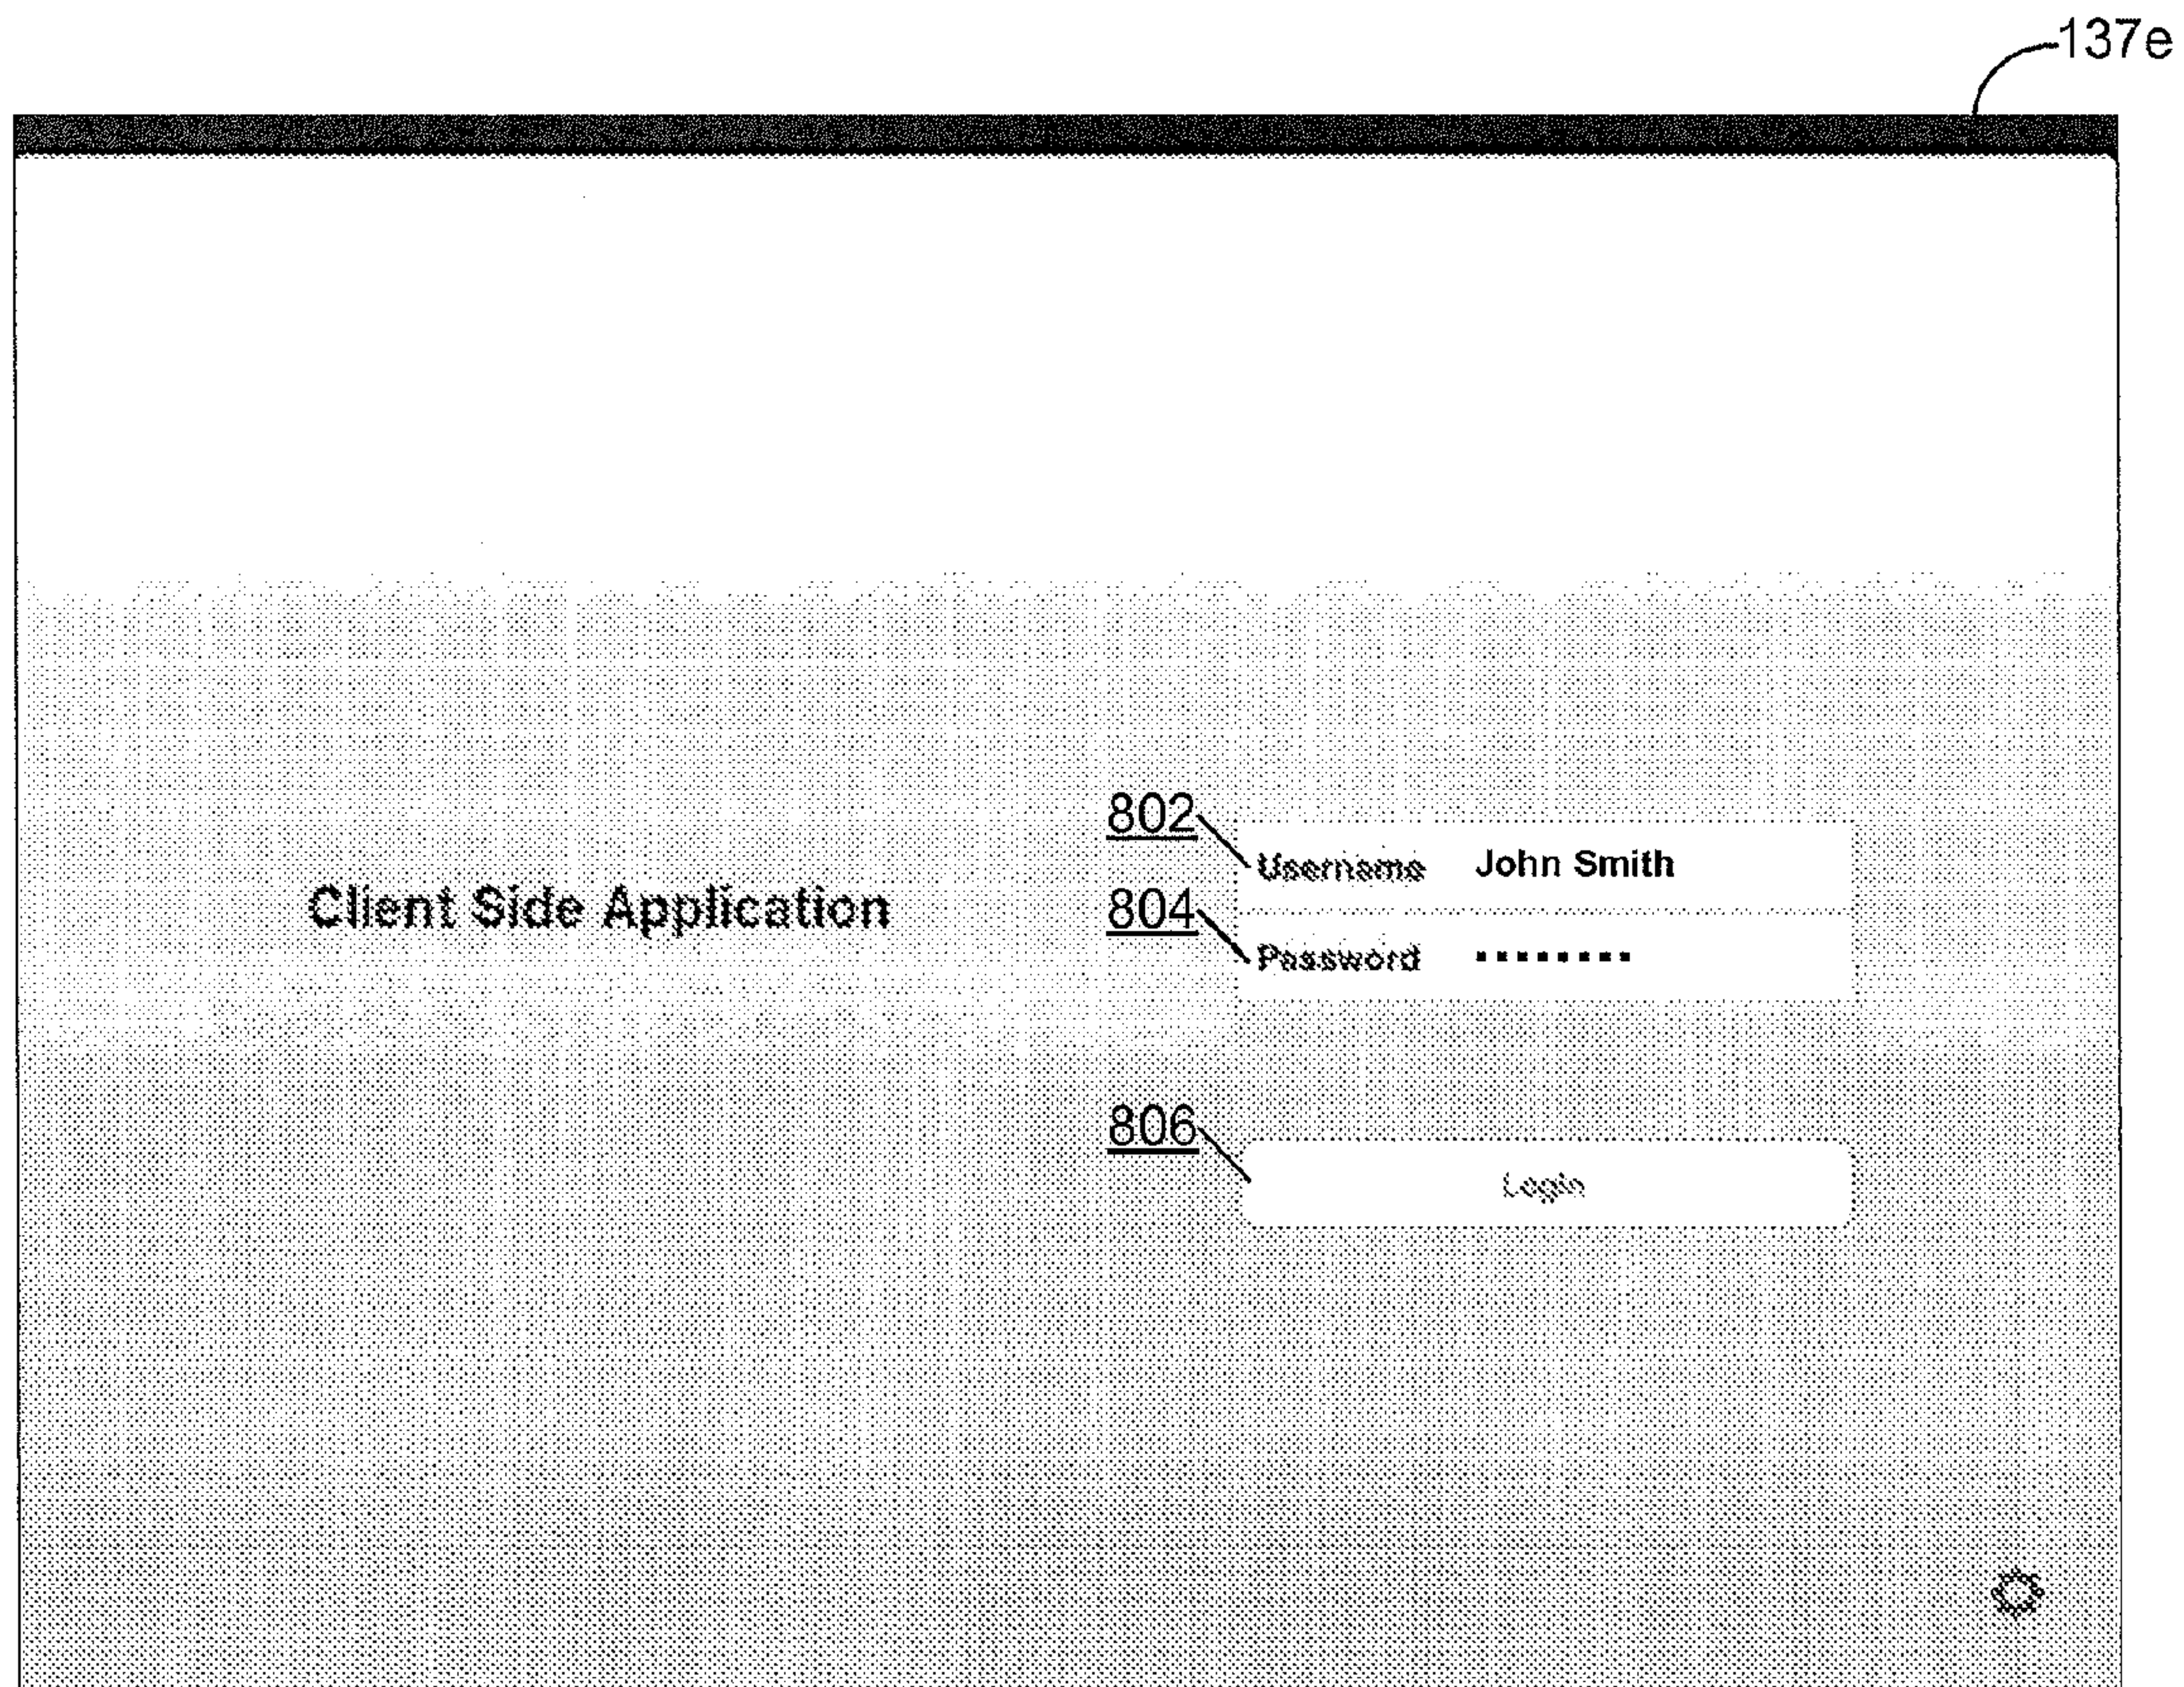 137e
802
Username John Smith
Client Side Application
804
Password ▪▪▪▪▪▪▪▪
806
Login